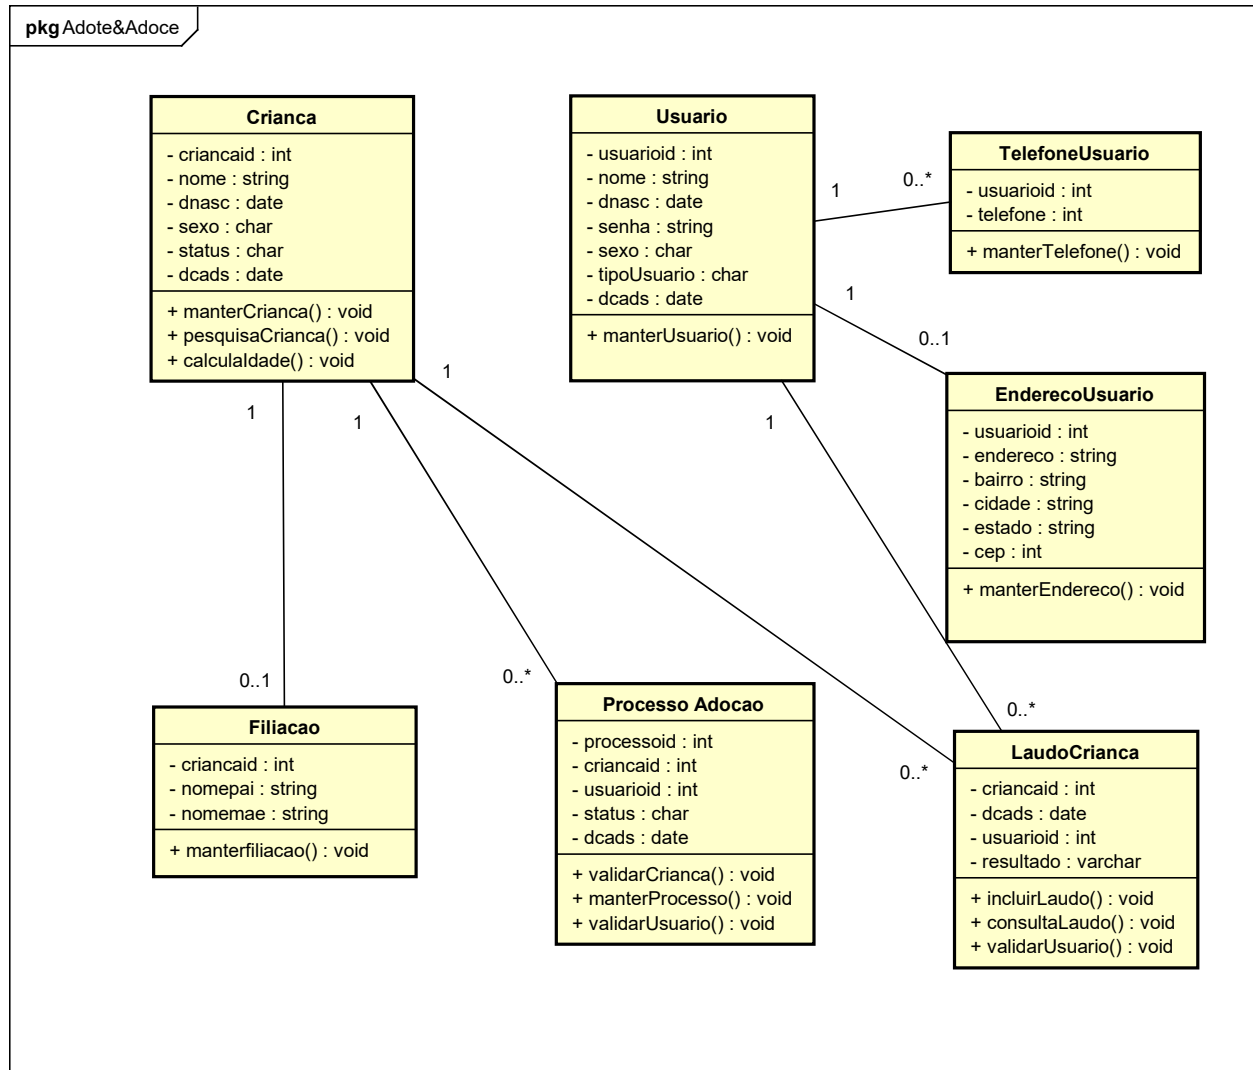 pkg Adote&Adoce
Crianca
- criancaid : int
- nome : string
- dnasc : date
- sexo : char
- status : char
- dcads : date
+ manterCrianca() : void
+ pesquisaCrianca() : void
+ calculaIdade() : void
Usuario
- usuarioid : int
- nome : string
- dnasc : date
- senha : string
- sexo : char
- tipoUsuario : char
- dcads : date
+ manterUsuario() : void
TelefoneUsuario
- usuarioid : int
- telefone : int
+ manterTelefone() : void
1
0..*
1
0..1
EnderecoUsuario
- usuarioid : int
- endereco : string
- bairro : string
- cidade : string
- estado : string
- cep : int
+ manterEndereco() : void
1
1
1
1
0..1
0..*
0..*
0..*
Filiacao
- criancaid : int
- nomepai : string
- nomemae : string
+ manterfiliacao() : void
Processo Adocao
- processoid : int
- criancaid : int
- usuarioid : int
- status : char
- dcads : date
+ validarCrianca() : void
+ manterProcesso() : void
+ validarUsuario() : void
LaudoCrianca
- criancaid : int
- dcads : date
- usuarioid : int
- resultado : varchar
+ incluirLaudo() : void
+ consultaLaudo() : void
+ validarUsuario() : void